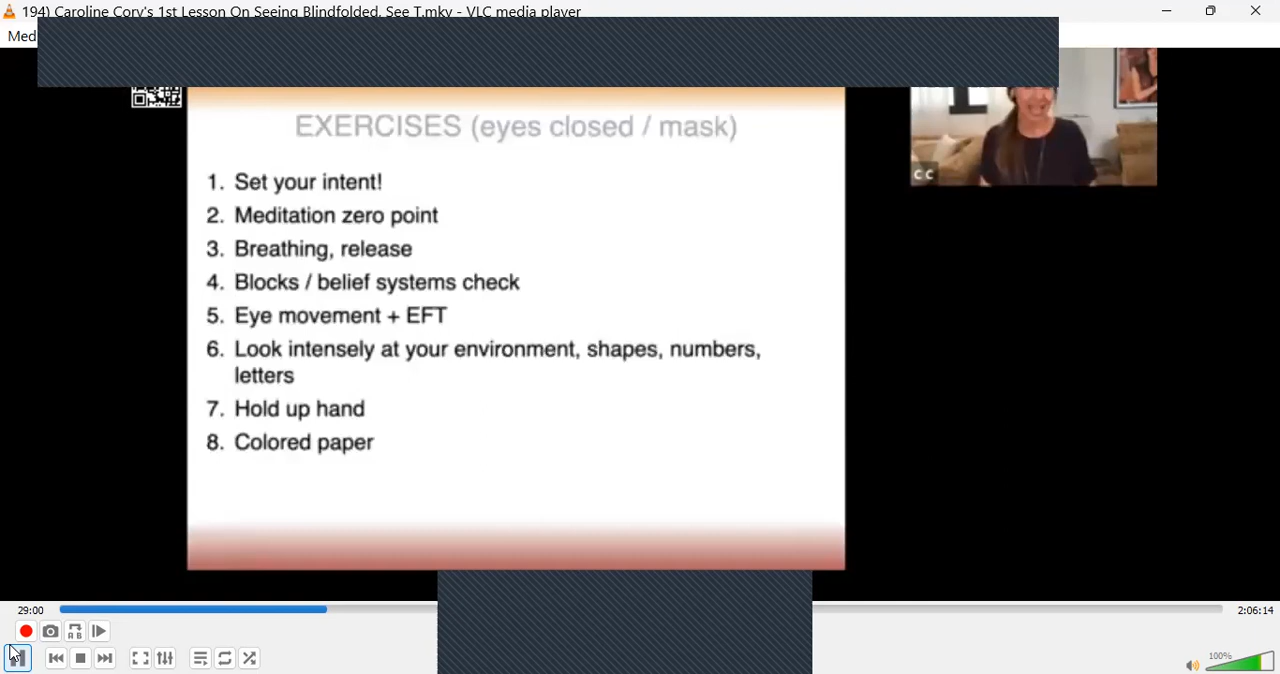 194) Caroline Cory's 1st Lesson On Seeing Blindfolded. See T.mkv - VLC media player
Med
EXERCISES (eyes closed / mask)
1. Set your intent!
2. Meditation zero point
3. Breathing, release
4. Blocks / belief systems check
5. Eye movement + EFT
6. Look intensely at your environment, shapes, numbers,
letters
7. Hold up hand
8. Colored paper
C C
29:00
2:06:14
A B
100%